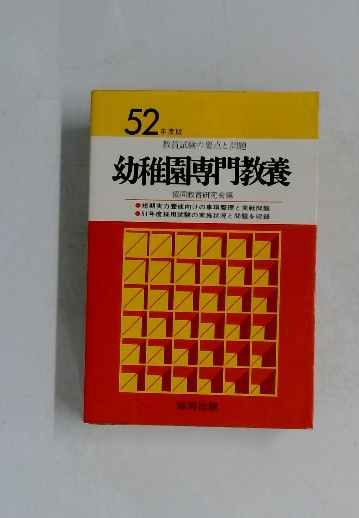 52年度版
教員試験の要点と問題
幼稚園専門教養
協同教育研究会編
●短期実力養成向けの事項整理と実戦問題
●51年度採用試験の実施状況と問題を収録
協同出版